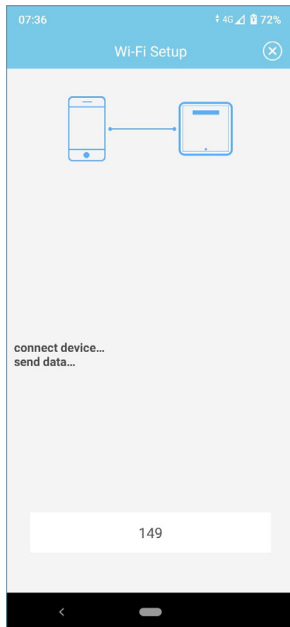 07:36
4G 72%
Wi-Fi Setup
connect device...
send data...
149